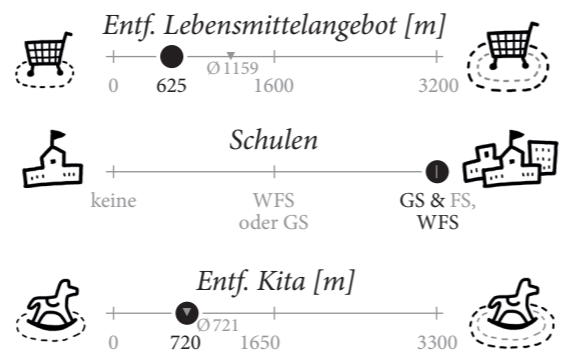 Entf. Lebensmittelangebot [m]
Ø 1159
0 625 1600 3200
Schulen
keine WFS GS & FS,
oder GS WFS
Entf. Kita [m]
Ø 721
0 720 1650 3300